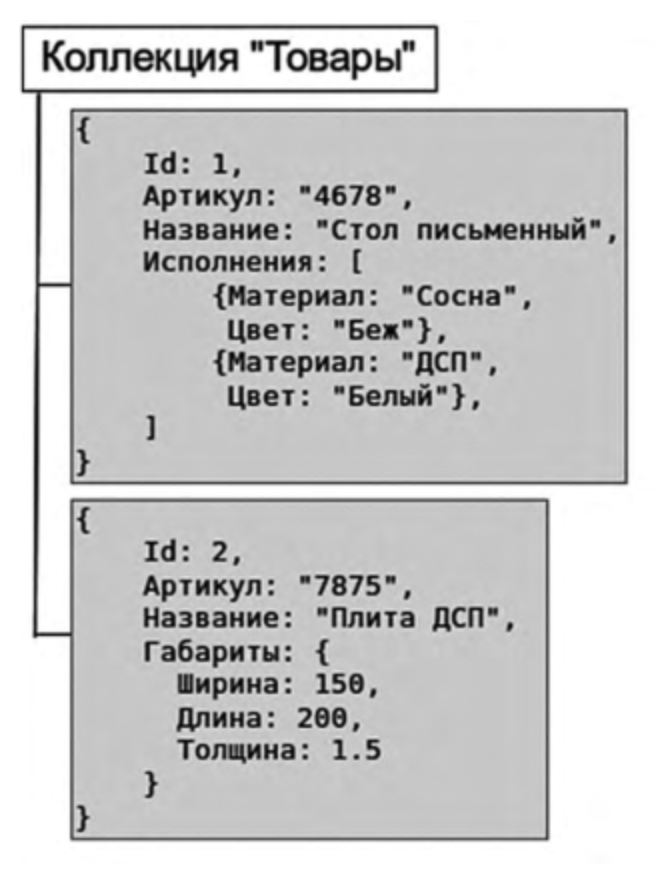 Коллекция "Товары"
{
Id: 1,
Артикул: "4678",
Название: "Стол письменный",
Исполнения: [
{Материал: "Сосна",
Цвет: "Беж"},
{Материал: "ДСП",
Цвет: "Белый"},
]
}
{
Id: 2,
Артикул: "7875",
Название: "Плита ДСП",
Габариты: {
Ширина: 150,
Длина: 200,
Толщина: 1.5
}
}